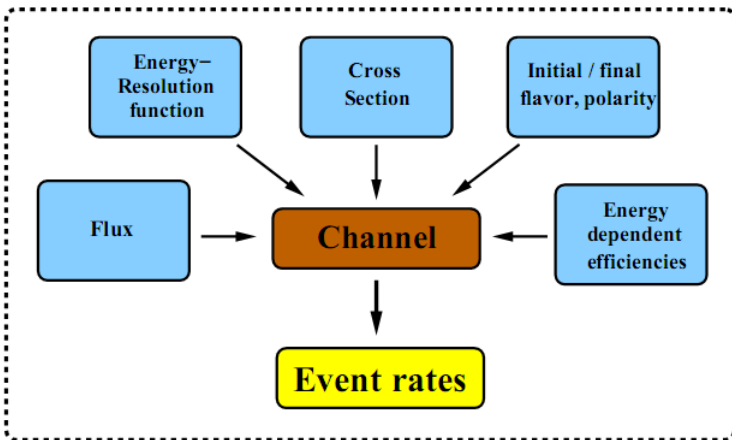 Energy−
Resolution
function
Cross
Section
Initial / final
flavor, polarity
Flux
Channel
Energy
dependent
efficiencies
Event rates